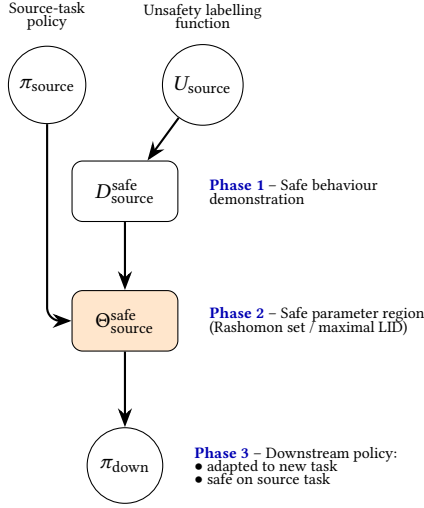 Source-task
policy
Unsafety labelling
function
π_source
U_source
D^safe_source
Phase 1 – Safe behaviour
demonstration
Θ^safe_source
Phase 2 – Safe parameter region
(Rashomon set / maximal LID)
π_down
Phase 3 – Downstream policy:
● adapted to new task
● safe on source task